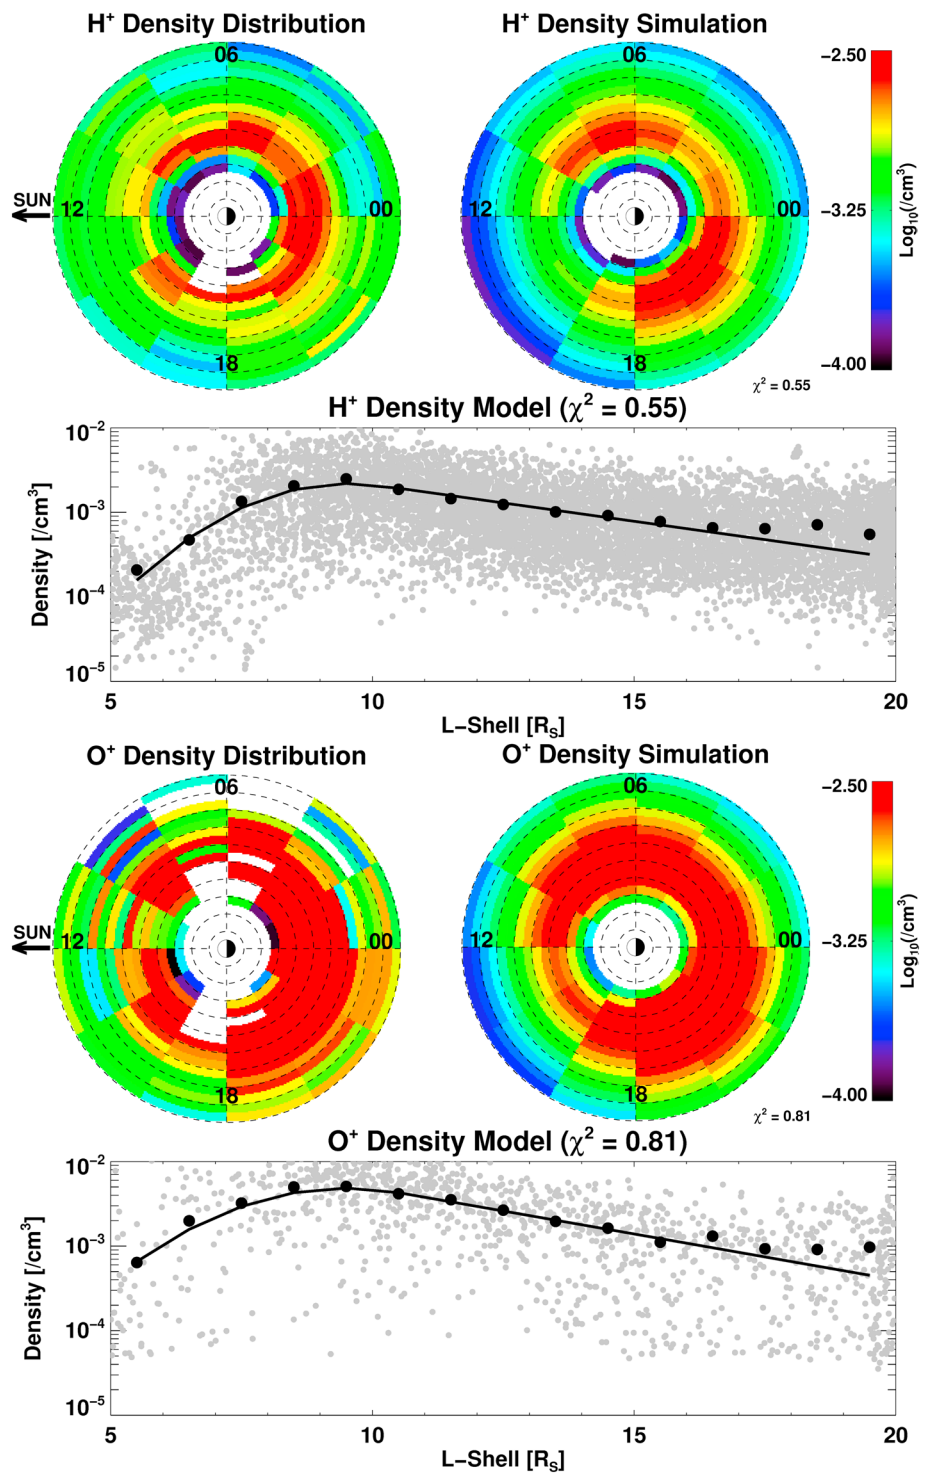 H⁺ Density Distribution
H⁺ Density Simulation
06
12
00
18
SUN
06
12
00
18
−2.50
−3.25
−4.00
Log₁₀(/cm³)
χ² = 0.55
H⁺ Density Model (χ² = 0.55)
Density [/cm³]
10⁻²
10⁻³
10⁻⁴
10⁻⁵
5
10
15
20
L−Shell [R_S]
O⁺ Density Distribution
O⁺ Density Simulation
06
12
00
18
SUN
06
12
00
18
−2.50
−3.25
−4.00
Log₁₀(/cm³)
χ² = 0.81
O⁺ Density Model (χ² = 0.81)
Density [/cm³]
10⁻²
10⁻³
10⁻⁴
10⁻⁵
5
10
15
20
L−Shell [R_S]